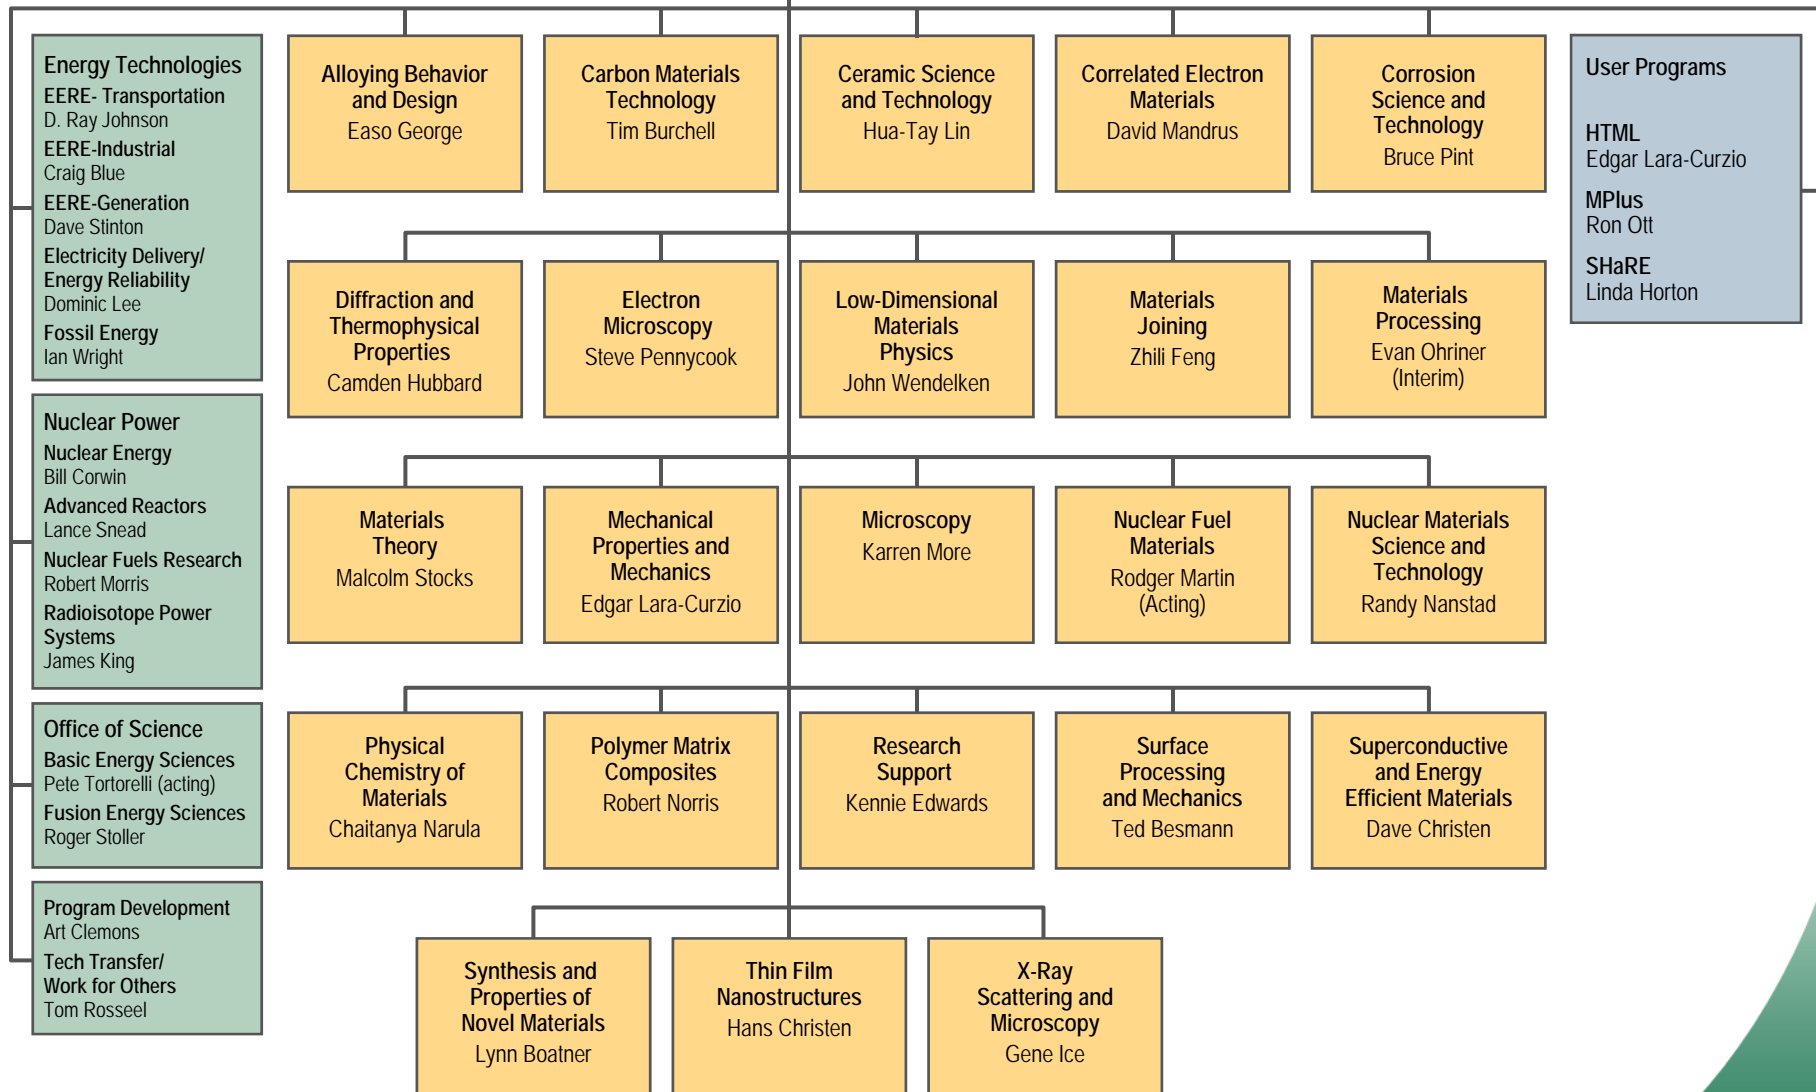 Energy Technologies
EERE- Transportation
D. Ray Johnson
EERE-Industrial
Craig Blue
EERE-Generation
Dave Stinton
Electricity Delivery/
Energy Reliability
Dominic Lee
Fossil Energy
Ian Wright
Nuclear Power
Nuclear Energy
Bill Corwin
Advanced Reactors
Lance Snead
Nuclear Fuels Research
Robert Morris
Radioisotope Power
Systems
James King
Office of Science
Basic Energy Sciences
Pete Tortorelli (acting)
Fusion Energy Sciences
Roger Stoller
Program Development
Art Clemons
Tech Transfer/
Work for Others
Tom Rosseel
Alloying Behavior
and Design
Easo George
Carbon Materials
Technology
Tim Burchell
Ceramic Science
and Technology
Hua-Tay Lin
Correlated Electron
Materials
David Mandrus
Corrosion
Science and
Technology
Bruce Pint
Diffraction and
Thermophysical
Properties
Camden Hubbard
Electron
Microscopy
Steve Pennycook
Low-Dimensional
Materials
Physics
John Wendelken
Materials
Joining
Zhili Feng
Materials
Processing
Evan Ohriner
(Interim)
Materials
Theory
Malcolm Stocks
Mechanical
Properties and
Mechanics
Edgar Lara-Curzio
Microscopy
Karren More
Nuclear Fuel
Materials
Rodger Martin
(Acting)
Nuclear Materials
Science and
Technology
Randy Nanstad
Physical
Chemistry of
Materials
Chaitanya Narula
Polymer Matrix
Composites
Robert Norris
Research
Support
Kennie Edwards
Surface
Processing
and Mechanics
Ted Besmann
Superconductive
and Energy
Efficient Materials
Dave Christen
Synthesis and
Properties of
Novel Materials
Lynn Boatner
Thin Film
Nanostructures
Hans Christen
X-Ray
Scattering and
Microscopy
Gene Ice
User Programs
HTML
Edgar Lara-Curzio
MPlus
Ron Ott
SHaRE
Linda Horton